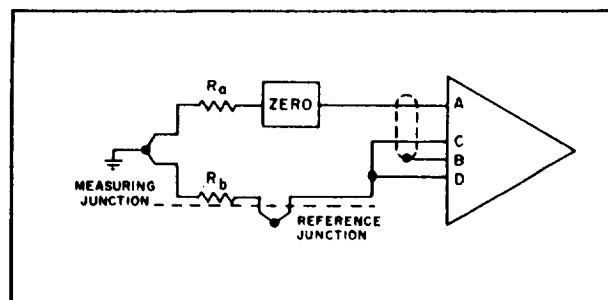 Ra
ZERO
A
C
B
D
MEASURING
JUNCTION
Rb
REFERENCE
JUNCTION